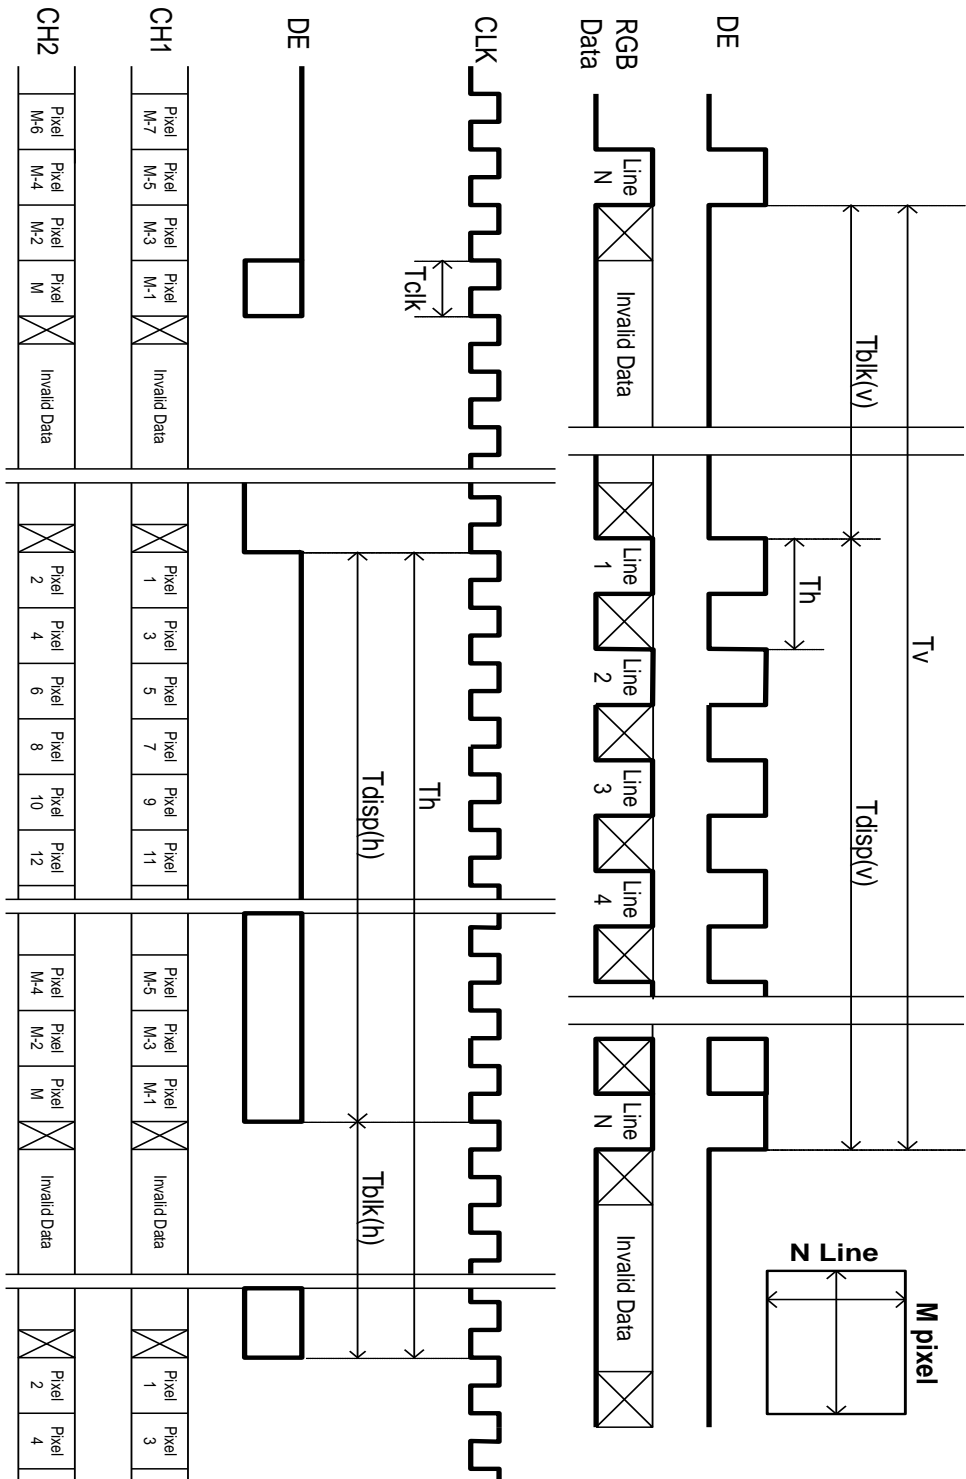 Tv
Tblk(v)
Tdisp(v)
Th
DE
RGB
Data
Line
N
Invalid Data
Line
1
Line
2
Line
3
Line
4
Line
N
Invalid Data
N Line
M pixel
CLK
Tclk
Th
Tdisp(h)
Tblk(h)
DE
CH1
Pixel
M-7
Pixel
M-5
Pixel
M-3
Pixel
M-1
Invalid Data
Pixel
1
Pixel
3
Pixel
5
Pixel
7
Pixel
9
Pixel
11
Pixel
M-5
Pixel
M-3
Pixel
M-1
Invalid Data
Pixel
1
Pixel
3
CH2
Pixel
M-6
Pixel
M-4
Pixel
M-2
Pixel
M
Invalid Data
Pixel
2
Pixel
4
Pixel
6
Pixel
8
Pixel
10
Pixel
12
Pixel
M-4
Pixel
M-2
Pixel
M
Invalid Data
Pixel
2
Pixel
4